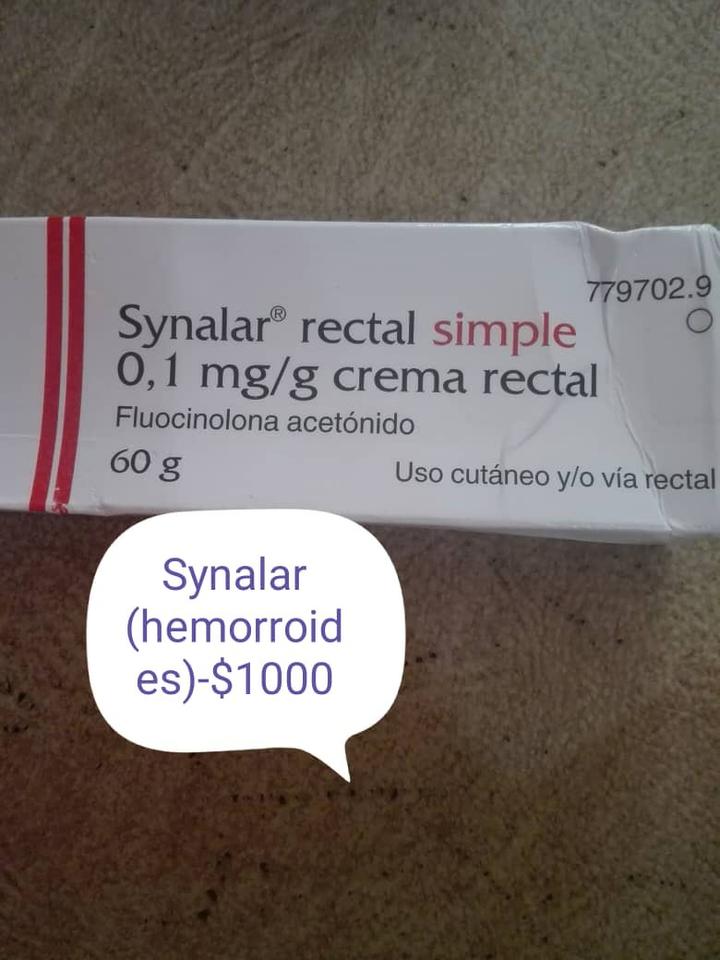 779702.9
Synalar® rectal simple
0,1 mg/g crema rectal
Fluocinolona acetónido
60 g
Uso cutáneo y/o vía rectal
Synalar
(hemorroid
es)-$1000